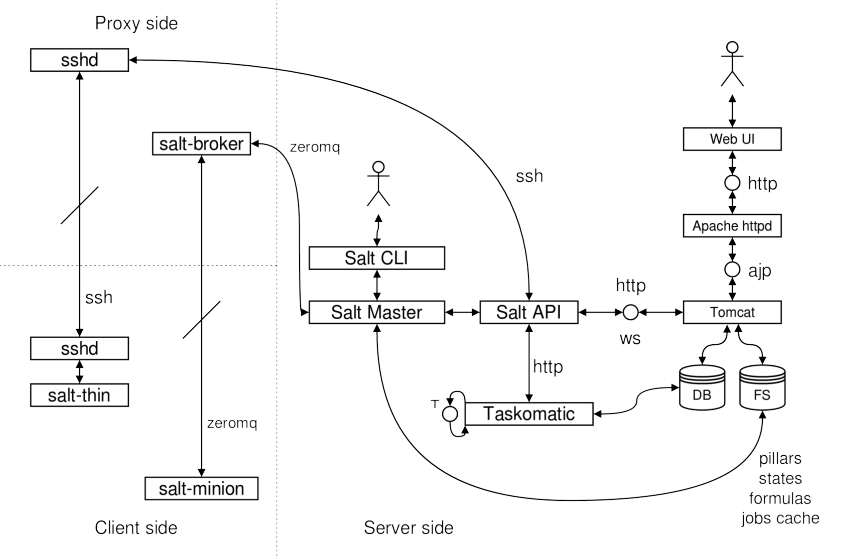 Proxy side
sshd
salt-broker
zeromq
ssh
Web UI
http
Apache httpd
ajp
Salt CLI
http
ssh
Salt Master
Salt API
Tomcat
ws
sshd
http
salt-thin
DB
FS
T
Taskomatic
zeromq
pillars
states
formulas
jobs cache
salt-minion
Client side
Server side